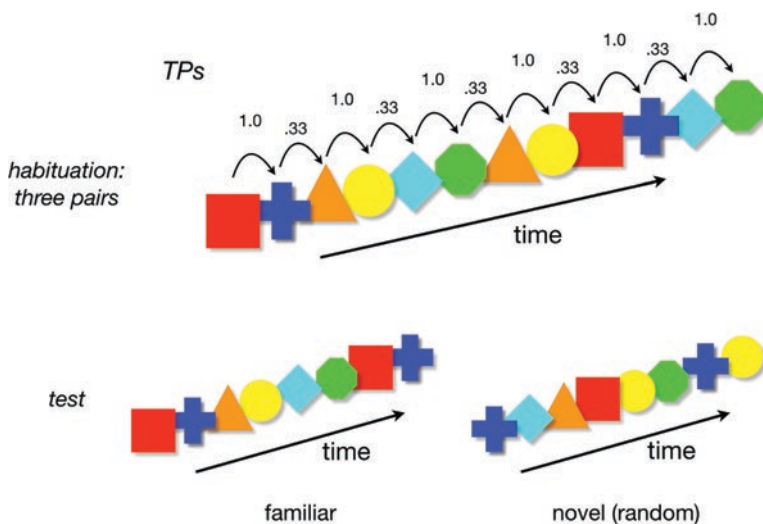 TPs
1.0
.33
1.0
.33
1.0
.33
1.0
.33
1.0
.33
1.0
habituation:
three pairs
time
test
time
time
familiar
novel (random)